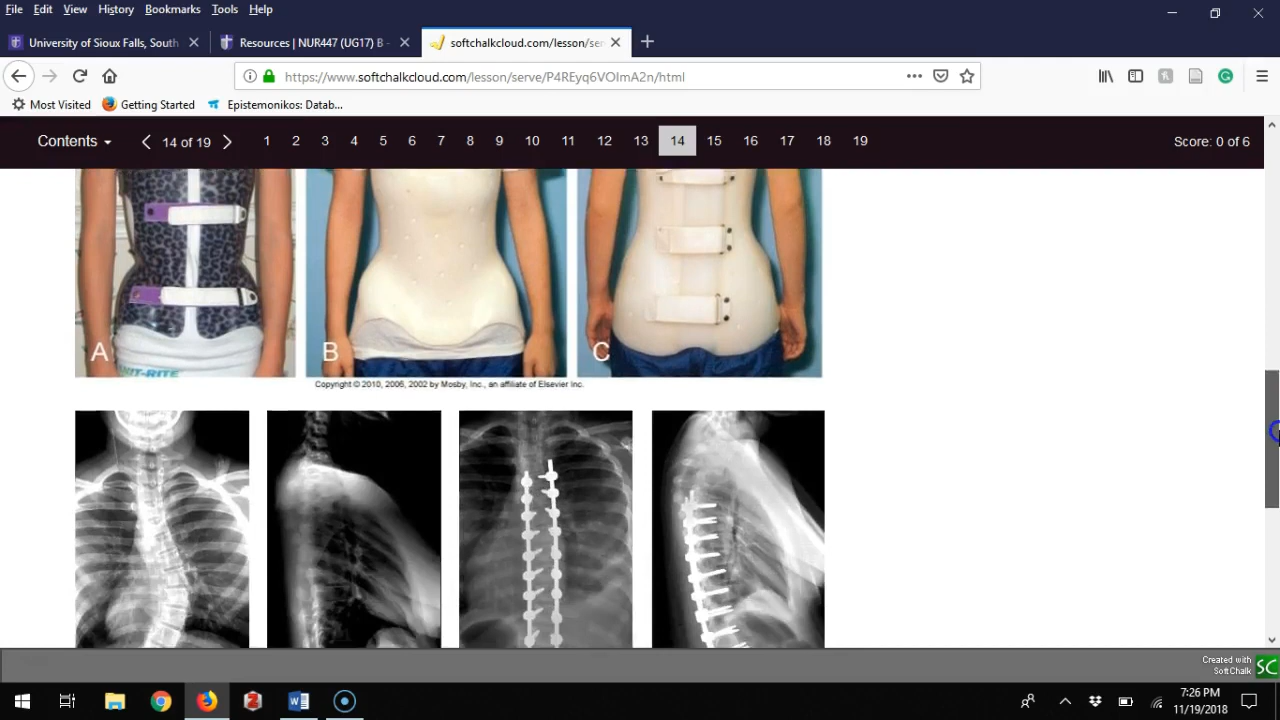 File Edit View History Bookmarks Tools Help
University of Sioux Falls, South
Resources | NUR447 (UG17) B -
softchalkcloud.com/lesson/ser
https://www.softchalkcloud.com/lesson/serve/P4REyq6VOImA2n/html
Most Visited Getting Started Epistemonikos: Datab...
Contents 14 of 19 1 2 3 4 5 6 7 8 9 10 11 12 13 14 15 16 17 18 19 Score: 0 of 6
A B C
Copyright © 2010, 2006, 2002 by Mosby, Inc., an affiliate of Elsevier Inc.
Created with
SoftChalk SC
7:26 PM
11/19/2018